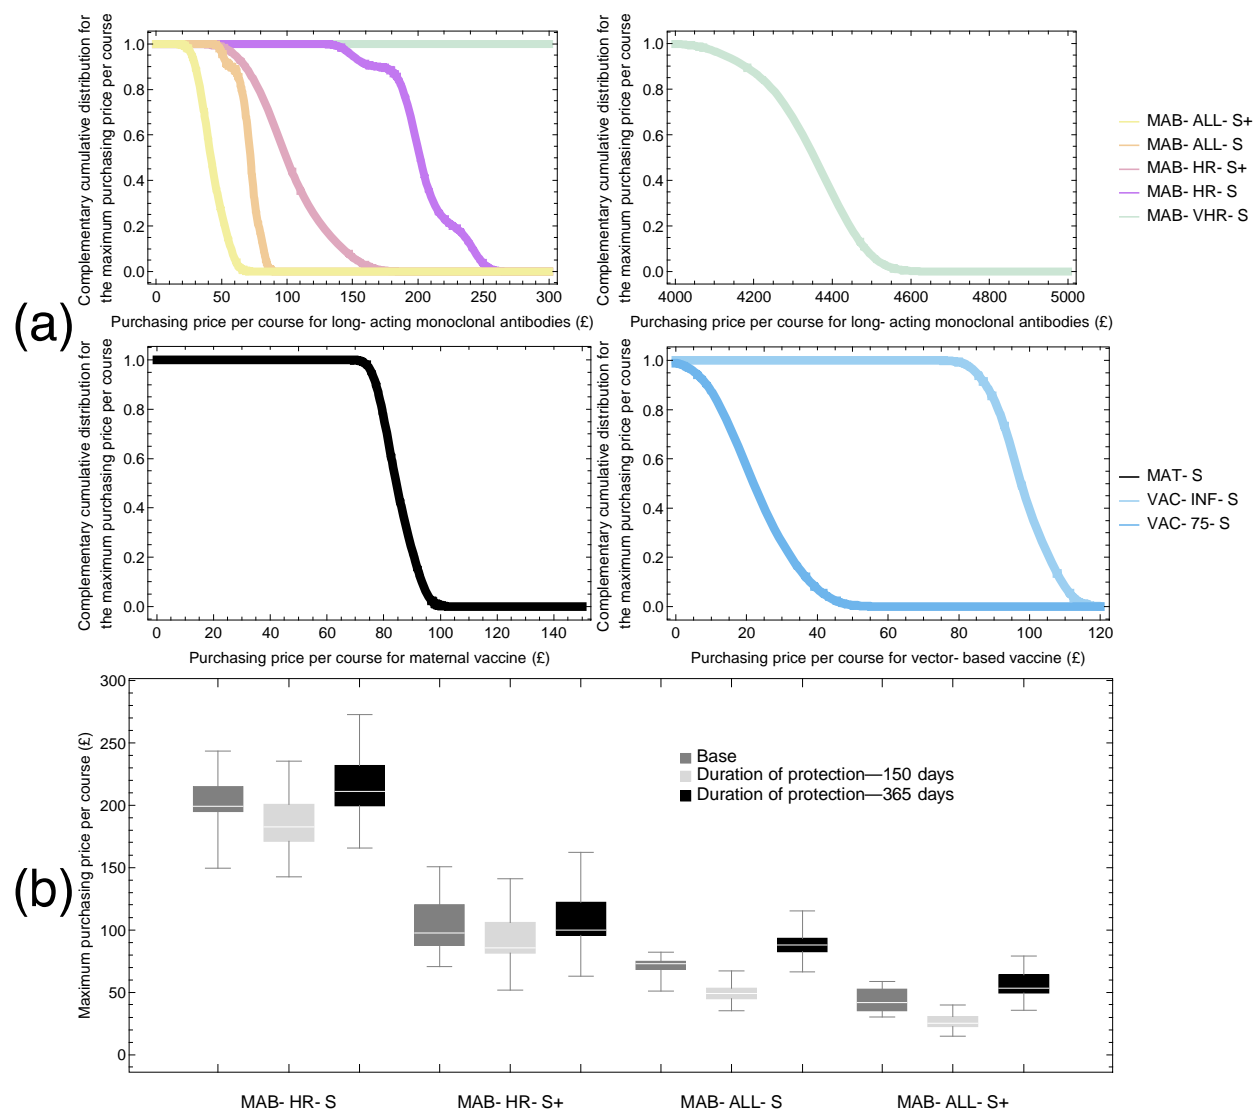 (a)
Complementary cumulative distribution for
the maximum purchasing price per course
1.0
0.8
0.6
0.4
0.2
0.0
0 50 100 150 200 250 300
Purchasing price per course for long- acting monoclonal antibodies (£)
Complementary cumulative distribution for
the maximum purchasing price per course
1.0
0.8
0.6
0.4
0.2
0.0
4000 4200 4400 4600 4800 5000
Purchasing price per course for long- acting monoclonal antibodies (£)
MAB- ALL- S+
MAB- ALL- S
MAB- HR- S+
MAB- HR- S
MAB- VHR- S
Complementary cumulative distribution for
the maximum purchasing price per course
1.0
0.8
0.6
0.4
0.2
0.0
0 20 40 60 80 100 120 140
Purchasing price per course for maternal vaccine (£)
Complementary cumulative distribution for
the maximum purchasing price per course
1.0
0.8
0.6
0.4
0.2
0.0
0 20 40 60 80 100 120
Purchasing price per course for vector- based vaccine (£)
MAT- S
VAC- INF- S
VAC- 75- S
(b)
Maximum purchasing price per course (£)
300
250
200
150
100
50
0
Base
Duration of protection—150 days
Duration of protection—365 days
MAB- HR- S MAB- HR- S+ MAB- ALL- S MAB- ALL- S+